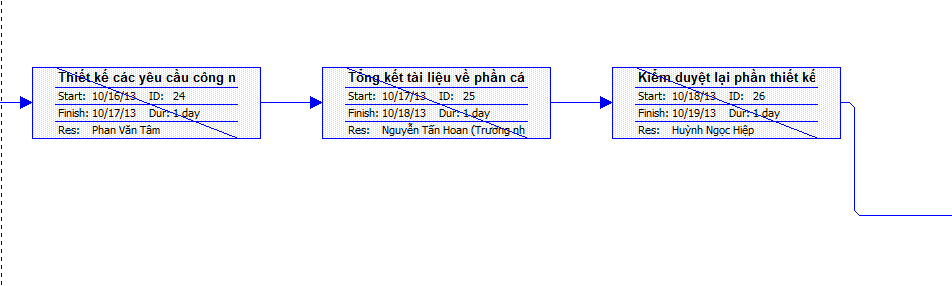 Thiết kế các yêu cầu công n
Start: 10/16/13 ID: 24
Finish: 10/17/13 Dur: 1 day
Res: Phan Văn Tâm
Tổng kết tài liệu về phần cá
Start: 10/17/13 ID: 25
Finish: 10/18/13 Dur: 1 day
Res: Nguyễn Tấn Hoan (Trưởng nh
Kiểm duyệt lại phần thiết kế
Start: 10/18/13 ID: 26
Finish: 10/19/13 Dur: 1 day
Res: Huỳnh Ngọc Hiệp